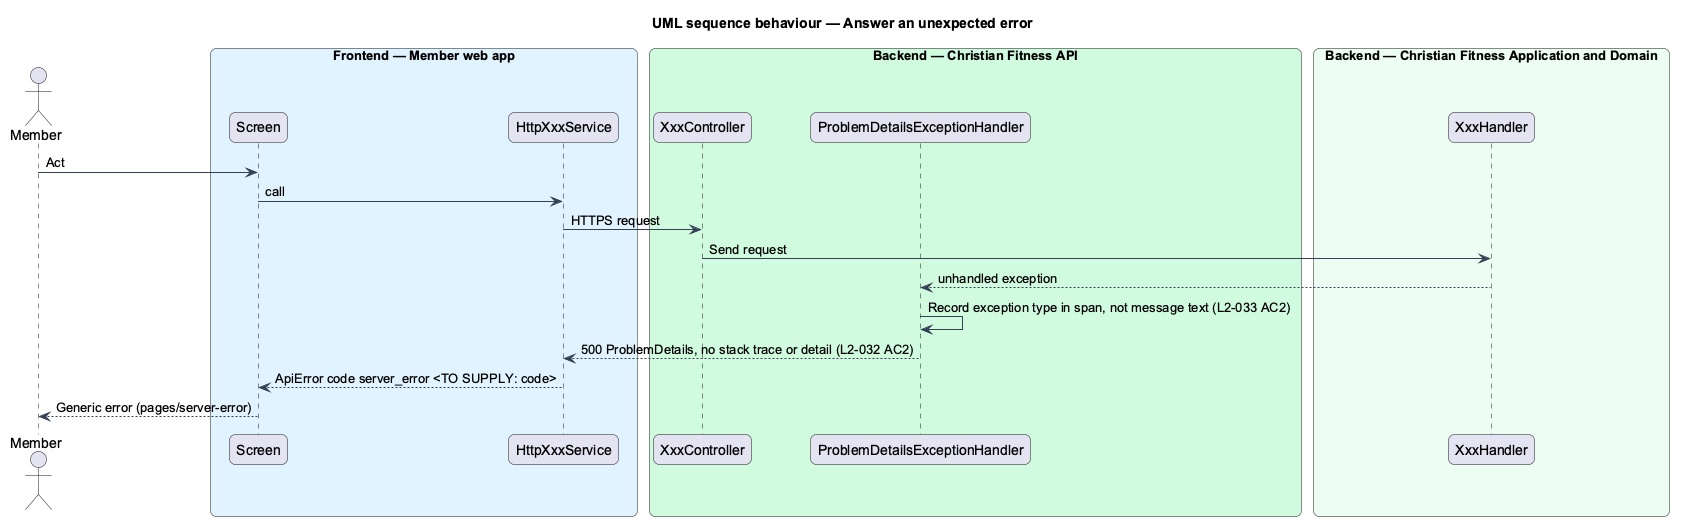 UML sequence behaviour — Answer an unexpected error
Frontend — Member web app
Backend — Christian Fitness API
Backend — Christian Fitness Application and Domain
Member
Screen
HttpXxxService
XxxController
ProblemDetailsExceptionHandler
XxxHandler
Act
call
HTTPS request
Send request
unhandled exception
Record exception type in span, not message text (L2-033 AC2)
500 ProblemDetails, no stack trace or detail (L2-032 AC2)
ApiError code server_error <TO SUPPLY: code>
Generic error (pages/server-error)
Member
Screen
HttpXxxService
XxxController
ProblemDetailsExceptionHandler
XxxHandler